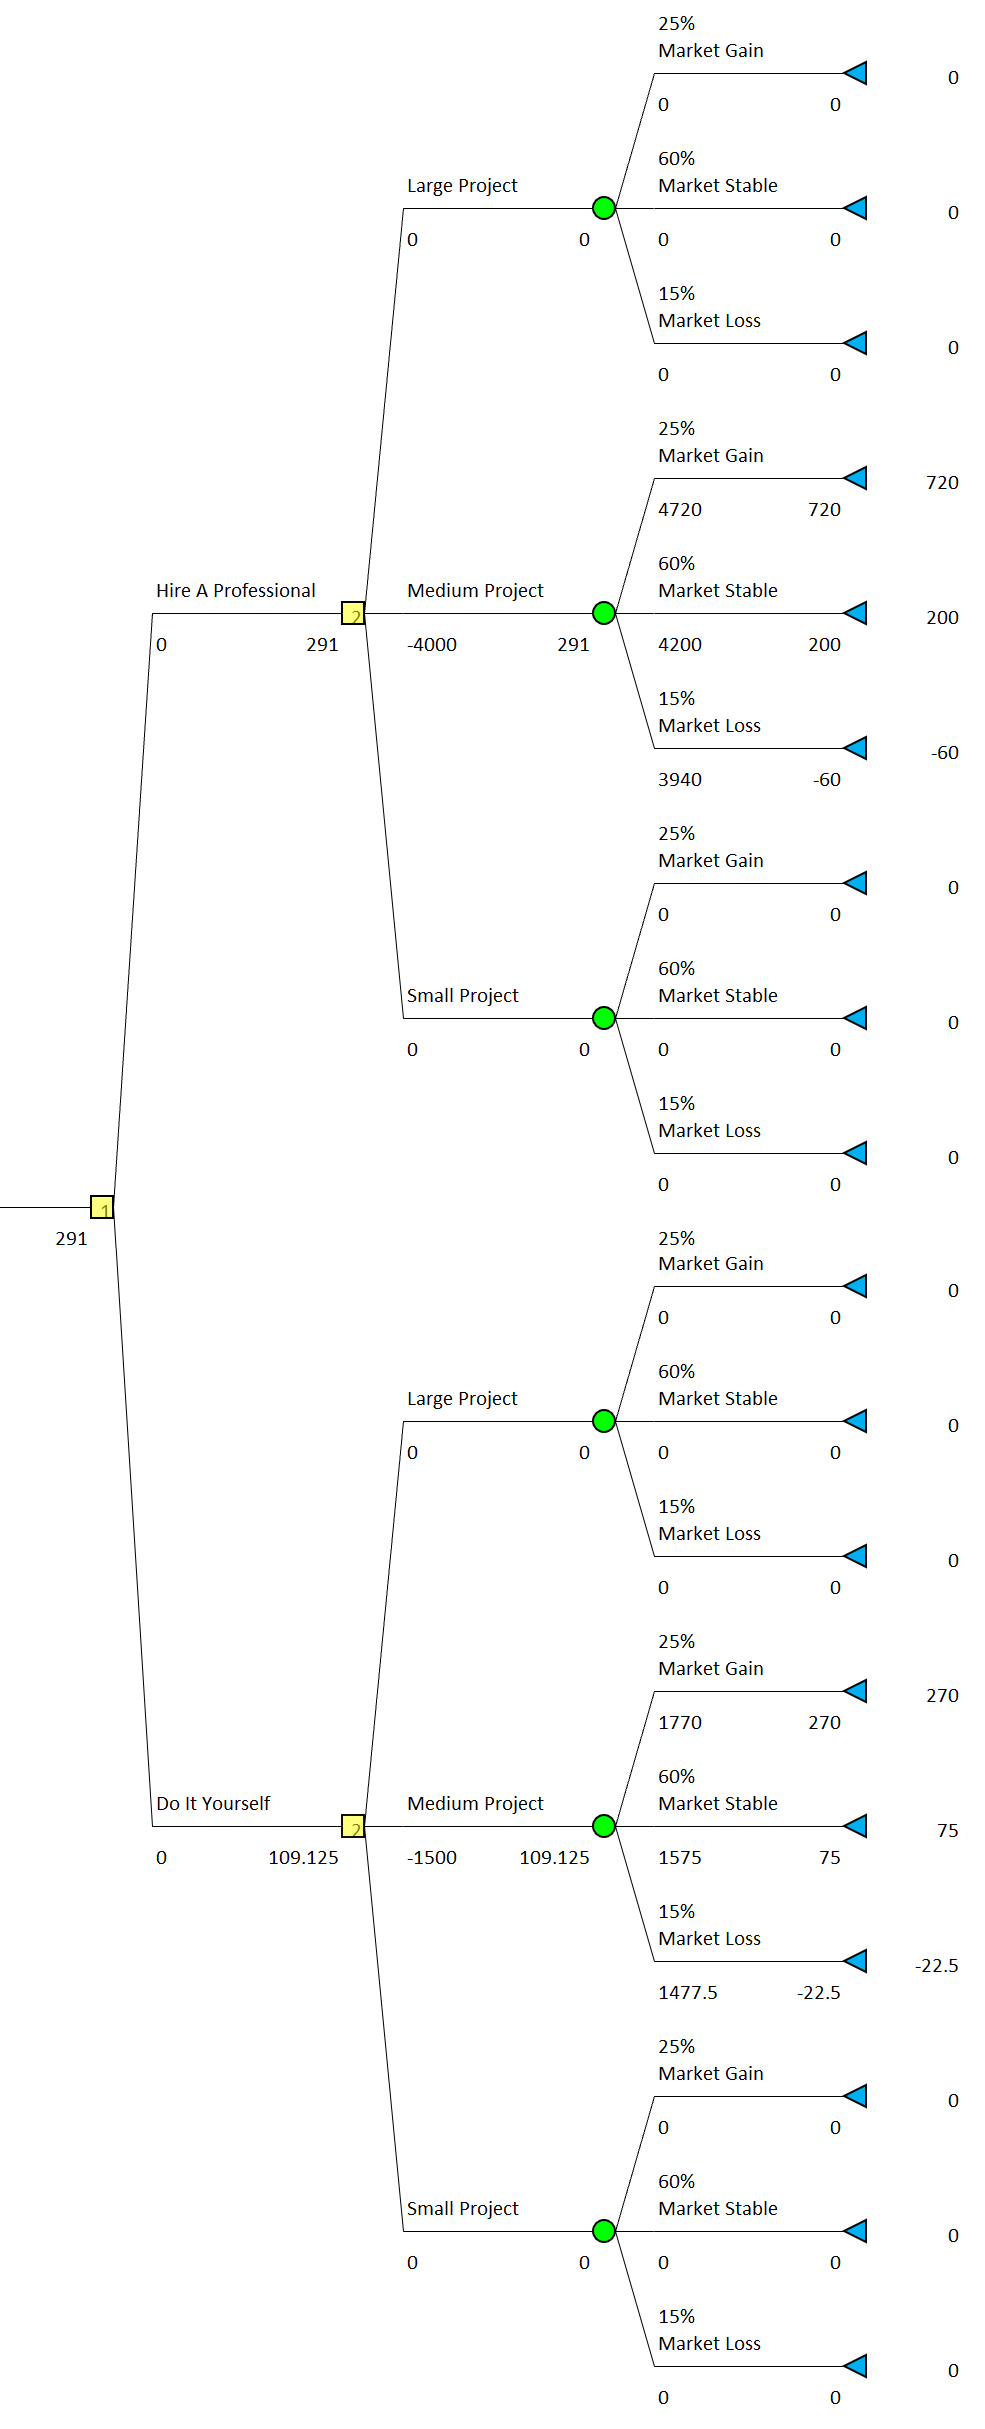 25%
Market Gain
0 0 0
60%
Large Project Market Stable
0 0 0 0 0
15%
Market Loss
0 0 0
25%
Market Gain
4720 720 720
60%
Hire A Professional Medium Project Market Stable
2
0 291 -4000 291 4200 200 200
15%
Market Loss
3940 -60 -60
25%
Market Gain
0 0 0
60%
Small Project Market Stable
0 0 0 0 0
15%
Market Loss
0 0 0
1
291
25%
Market Gain
0 0 0
60%
Large Project Market Stable
0 0 0 0 0
15%
Market Loss
0 0 0
25%
Market Gain
1770 270 270
60%
Do It Yourself Medium Project Market Stable
2
0 109.125 -1500 109.125 1575 75 75
15%
Market Loss
1477.5 -22.5 -22.5
25%
Market Gain
0 0 0
60%
Small Project Market Stable
0 0 0 0 0
15%
Market Loss
0 0 0